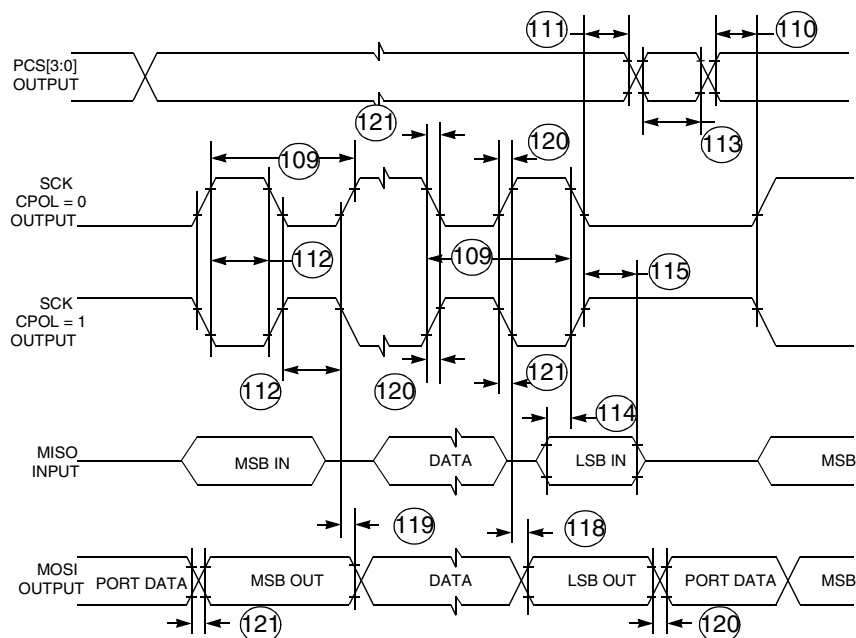 111
110
PCS[3:0]
OUTPUT
121
120
113
109
SCK
CPOL = 0
OUTPUT
112
109
115
SCK
CPOL = 1
OUTPUT
112
120
121
114
MISO
INPUT
MSB IN
DATA
LSB IN
MSB
119
118
MOSI
OUTPUT
PORT DATA
MSB OUT
DATA
LSB OUT
PORT DATA
MSB
121
120